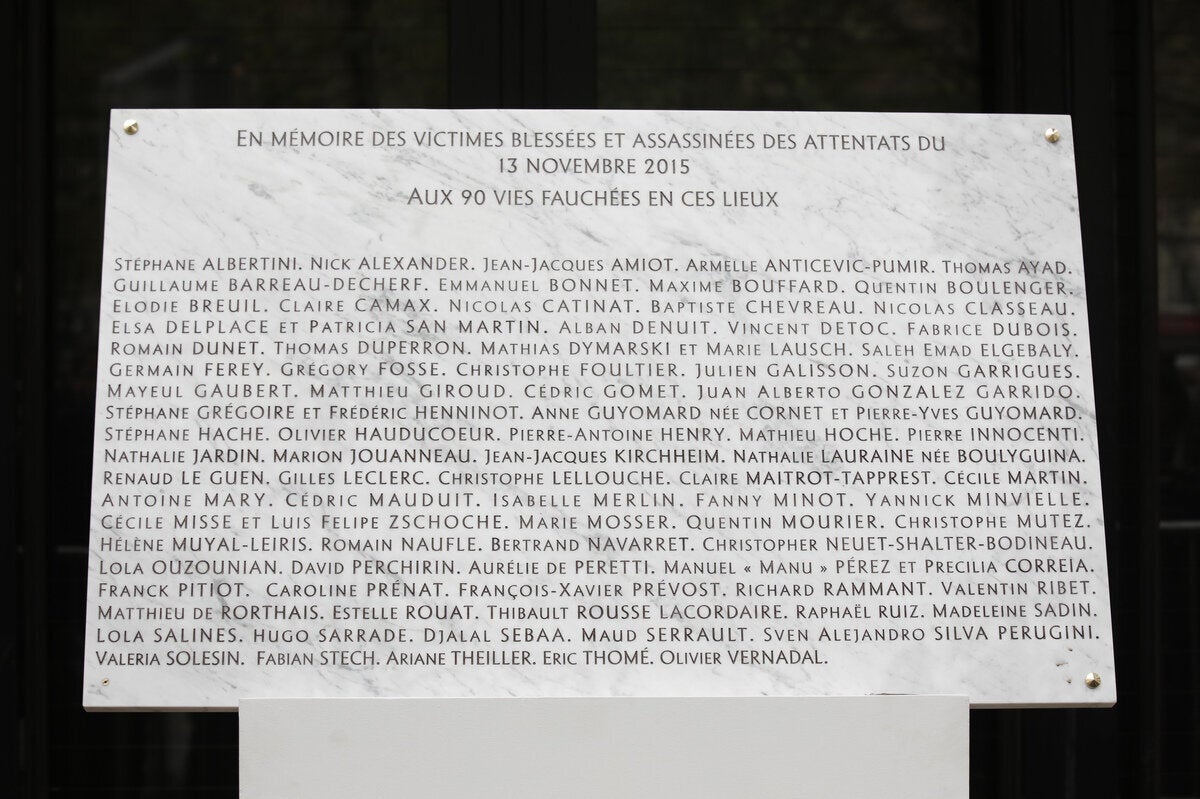 EN MÉMOIRE DES VICTIMES BLESSÉES ET ASSASSINÉES DES ATTENTATS DU
13 NOVEMBRE 2015
AUX 90 VIES FAUCHÉES EN CES LIEUX
STÉPHANE ALBERTINI. NICK ALEXANDER. JEAN-JACQUES AMIOT. ARMELLE ANTICEVIC-PUMIR. THOMAS AYAD.
GUILLAUME BARREAU-DECHERF. EMMANUEL BONNET. MAXIME BOUFFARD. QUENTIN BOULENGER.
ELODIE BREUIL. CLAIRE CAMAX. NICOLAS CATINAT. BAPTISTE CHEVREAU. NICOLAS CLASSEAU.
ELSA DELPLACE ET PATRICIA SAN MARTIN. ALBAN DENUIT. VINCENT DETOC. FABRICE DUBOIS.
ROMAIN DUNET. THOMAS DUPERRON. MATHIAS DYMARSKI ET MARIE LAUSCH. SALEH EMAD ELGEBALY.
GERMAIN FEREY. GRÉGORY FOSSE. CHRISTOPHE FOULTIER. JULIEN GALISSON. SUZON GARRIGUES.
MAYEUL GAUBERT. MATTHIEU GIROUD. CÉDRIC GOMET. JUAN ALBERTO GONZALEZ GARRIDO.
STÉPHANE GRÉGOIRE ET FRÉDÉRIC HENNINOT. ANNE GUYOMARD NÉE CORNET ET PIERRE-YVES GUYOMARD.
STÉPHANE HACHE. OLIVIER HAUDUCOEUR. PIERRE-ANTOINE HENRY. MATHIEU HOCHE. PIERRE INNOCENTI.
NATHALIE JARDIN. MARION JOUANNEAU. JEAN-JACQUES KIRCHHEIM. NATHALIE LAURAINE NÉE BOULYGUINA.
RENAUD LE GUEN. GILLES LECLERC. CHRISTOPHE LELLOUCHE. CLAIRE MAITROT-TAPPREST. CÉCILE MARTIN.
ANTOINE MARY. CÉDRIC MAUDUIT. ISABELLE MERLIN. FANNY MINOT. YANNICK MINVIELLE.
CÉCILE MISSE ET LUIS FELIPE ZSCHOCHE. MARIE MOSSER. QUENTIN MOURIER. CHRISTOPHE MUTEZ.
HÉLÈNE MUYAL-LEIRIS. ROMAIN NAUFLE. BERTRAND NAVARRET. CHRISTOPHER NEUET-SHALTER-BODINEAU.
LOLA OUZOUNIAN. DAVID PERCHIRIN. AURÉLIE DE PERETTI. MANUEL « MANU » PÉREZ ET PRECILIA CORREIA.
FRANCK PITIOT. CAROLINE PRÉNAT. FRANÇOIS-XAVIER PRÉVOST. RICHARD RAMMANT. VALENTIN RIBET.
MATTHIEU DE RORTHAIS. ESTELLE ROUAT. THIBAULT ROUSSE LACORDAIRE. RAPHAËL RUIZ. MADELEINE SADIN.
LOLA SALINES. HUGO SARRADE. DJALAL SEBAA. MAUD SERRAULT. SVEN ALEJANDRO SILVA PERUGINI.
VALERIA SOLESIN. FABIAN STECH. ARIANE THEILLER. ERIC THOMÉ. OLIVIER VERNADAL.